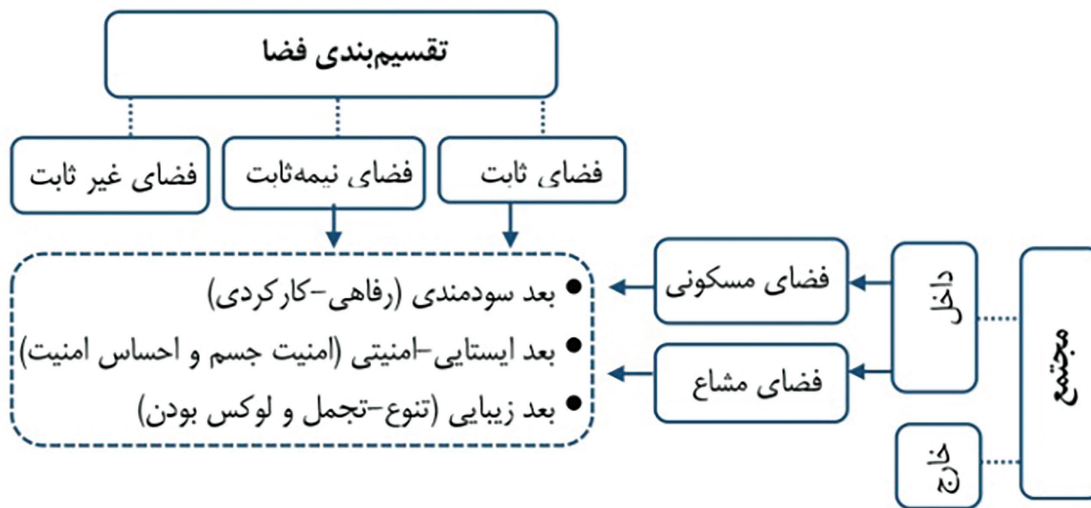 تقسیم‌بندی فضا
فضای ثابت
فضای نیمه‌ثابت
فضای غیر ثابت
مجتمع
داخل
خارج
فضای مسکونی
فضای مشاع
● بعد سودمندی (رفاهی-کارکردی)
● بعد ایستایی-امنیتی (امنیت جسم و احساس امنیت)
● بعد زیبایی (تنوع-تجمل و لوکس بودن)